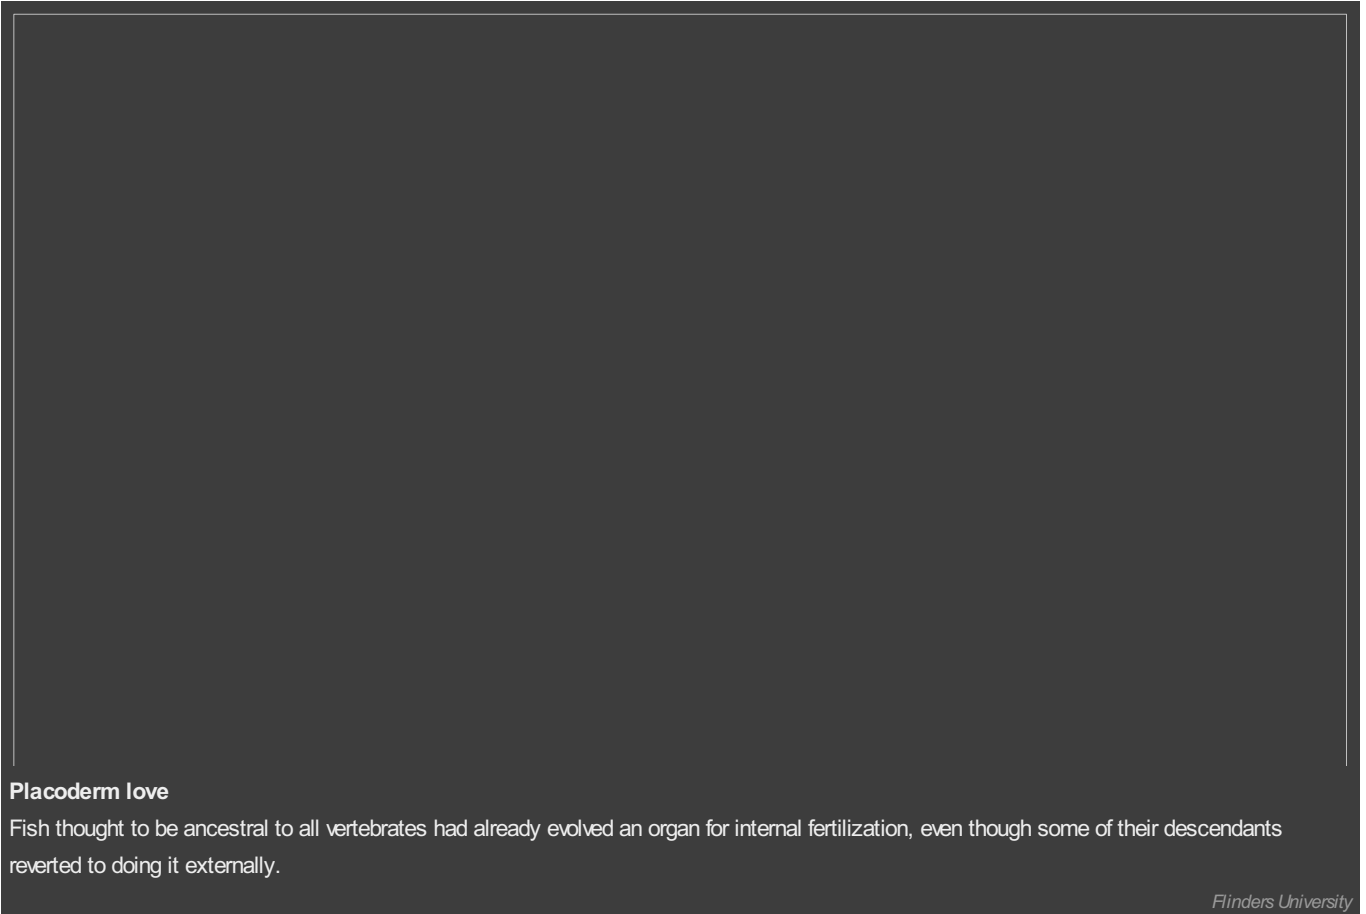 Placoderm love
Fish thought to be ancestral to all vertebrates had already evolved an organ for internal fertilization, even though some of their descendants
reverted to doing it externally.
Flinders University